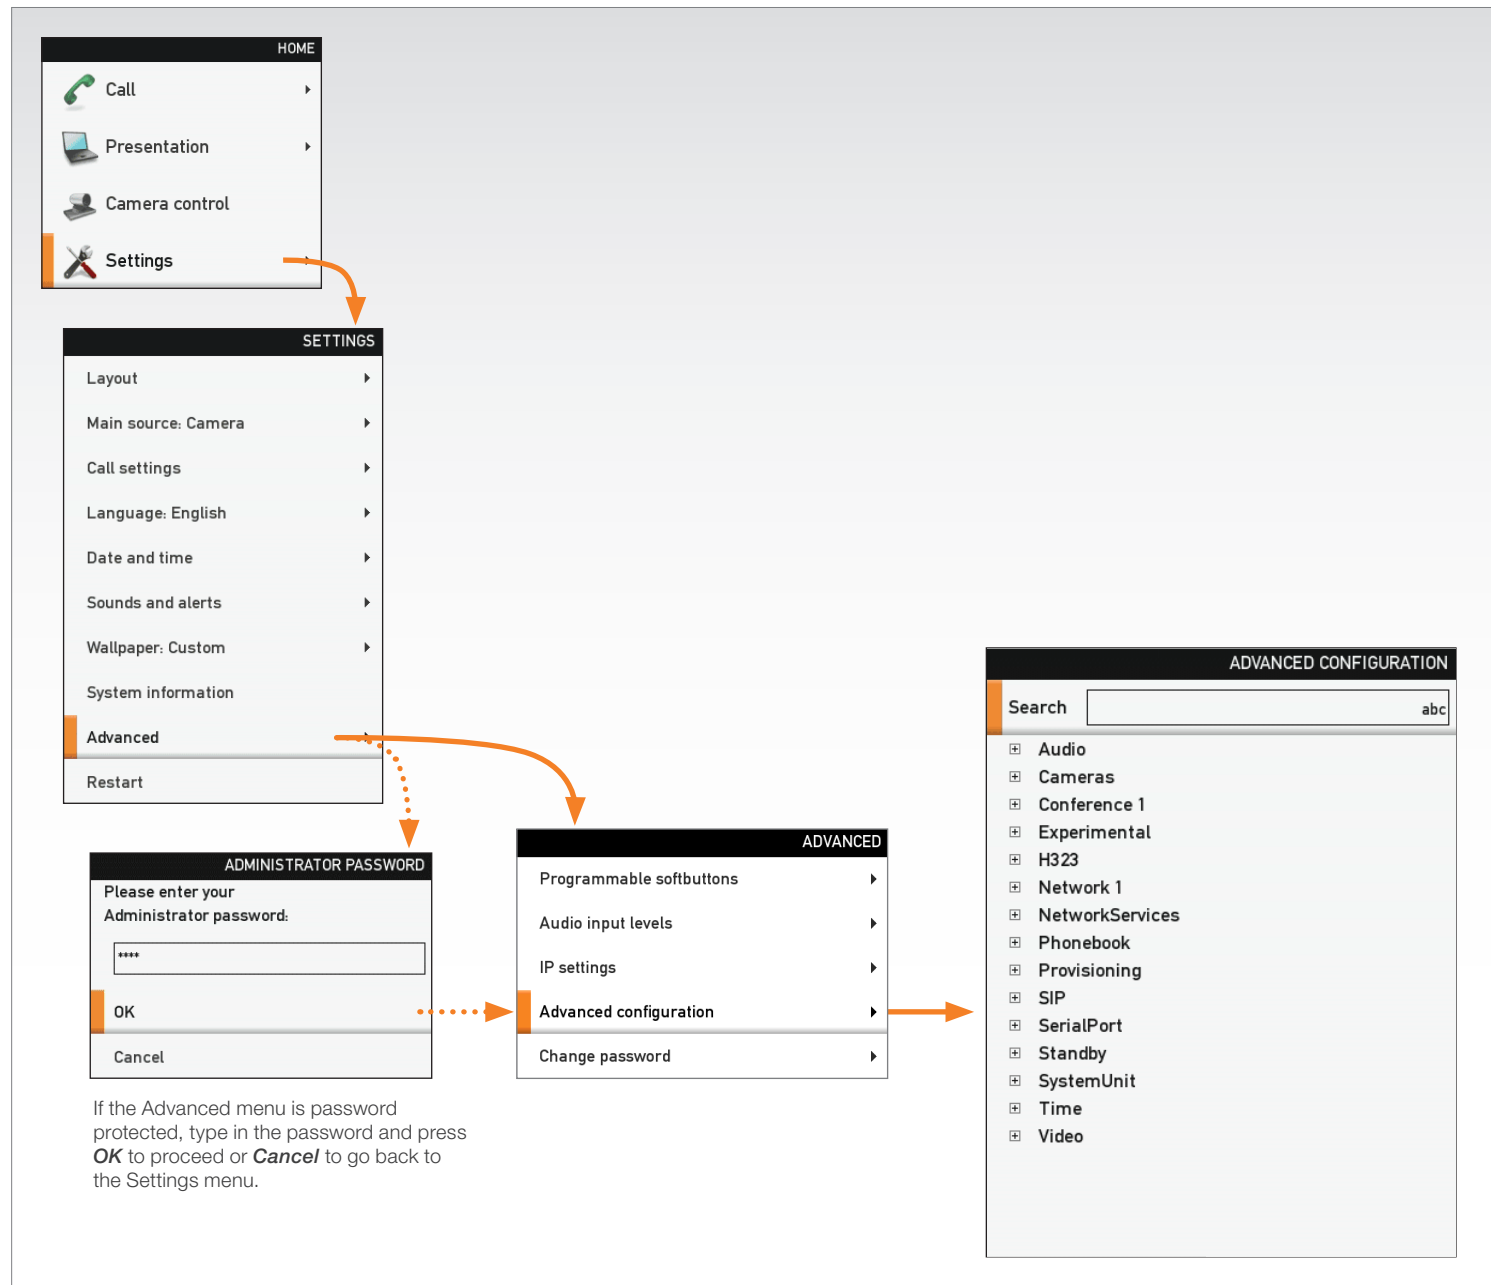 HOME
Call
Presentation
Camera control
Settings
SETTINGS
Layout
Main source: Camera
Call settings
Language: English
Date and time
Sounds and alerts
Wallpaper: Custom
System information
Advanced
Restart
ADMINISTRATOR PASSWORD
Please enter your
Administrator password:
****
OK
Cancel
If the Advanced menu is password
protected, type in the password and press
OK to proceed or Cancel to go back to
the Settings menu.
ADVANCED
Programmable softbuttons
Audio input levels
IP settings
Advanced configuration
Change password
ADVANCED CONFIGURATION
Search abc
Audio
Cameras
Conference 1
Experimental
H323
Network 1
NetworkServices
Phonebook
Provisioning
SIP
SerialPort
Standby
SystemUnit
Time
Video